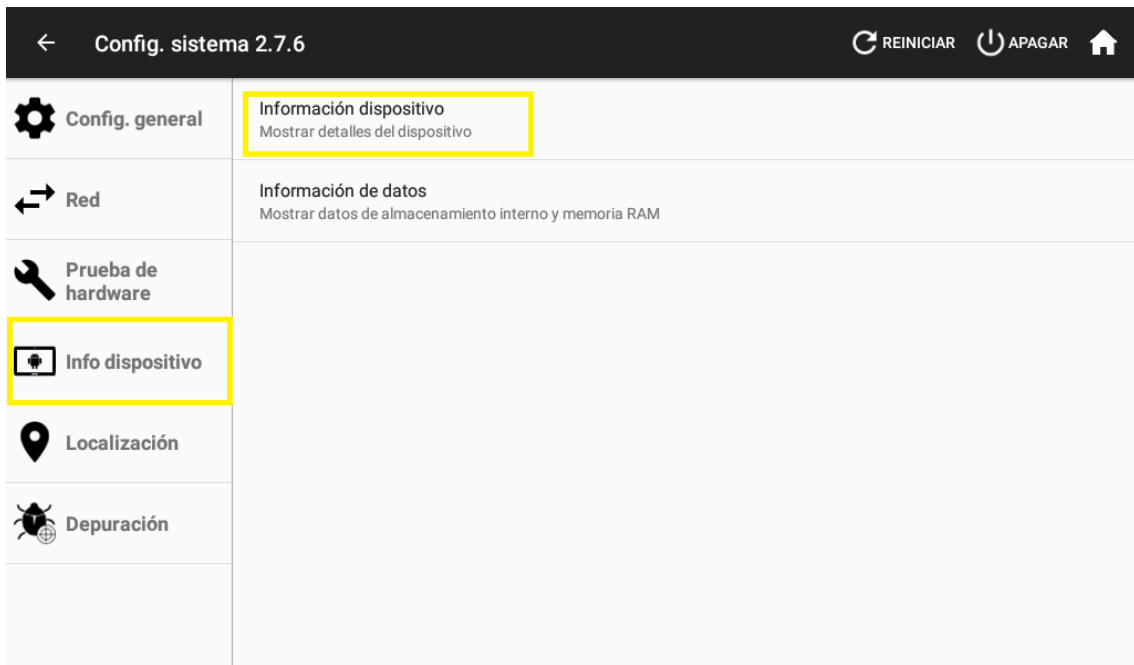 Config. sistema 2.7.6
REINICIAR
APAGAR
Config. general
Red
Prueba de
hardware
Info dispositivo
Localización
Depuración
Información dispositivo
Mostrar detalles del dispositivo
Información de datos
Mostrar datos de almacenamiento interno y memoria RAM